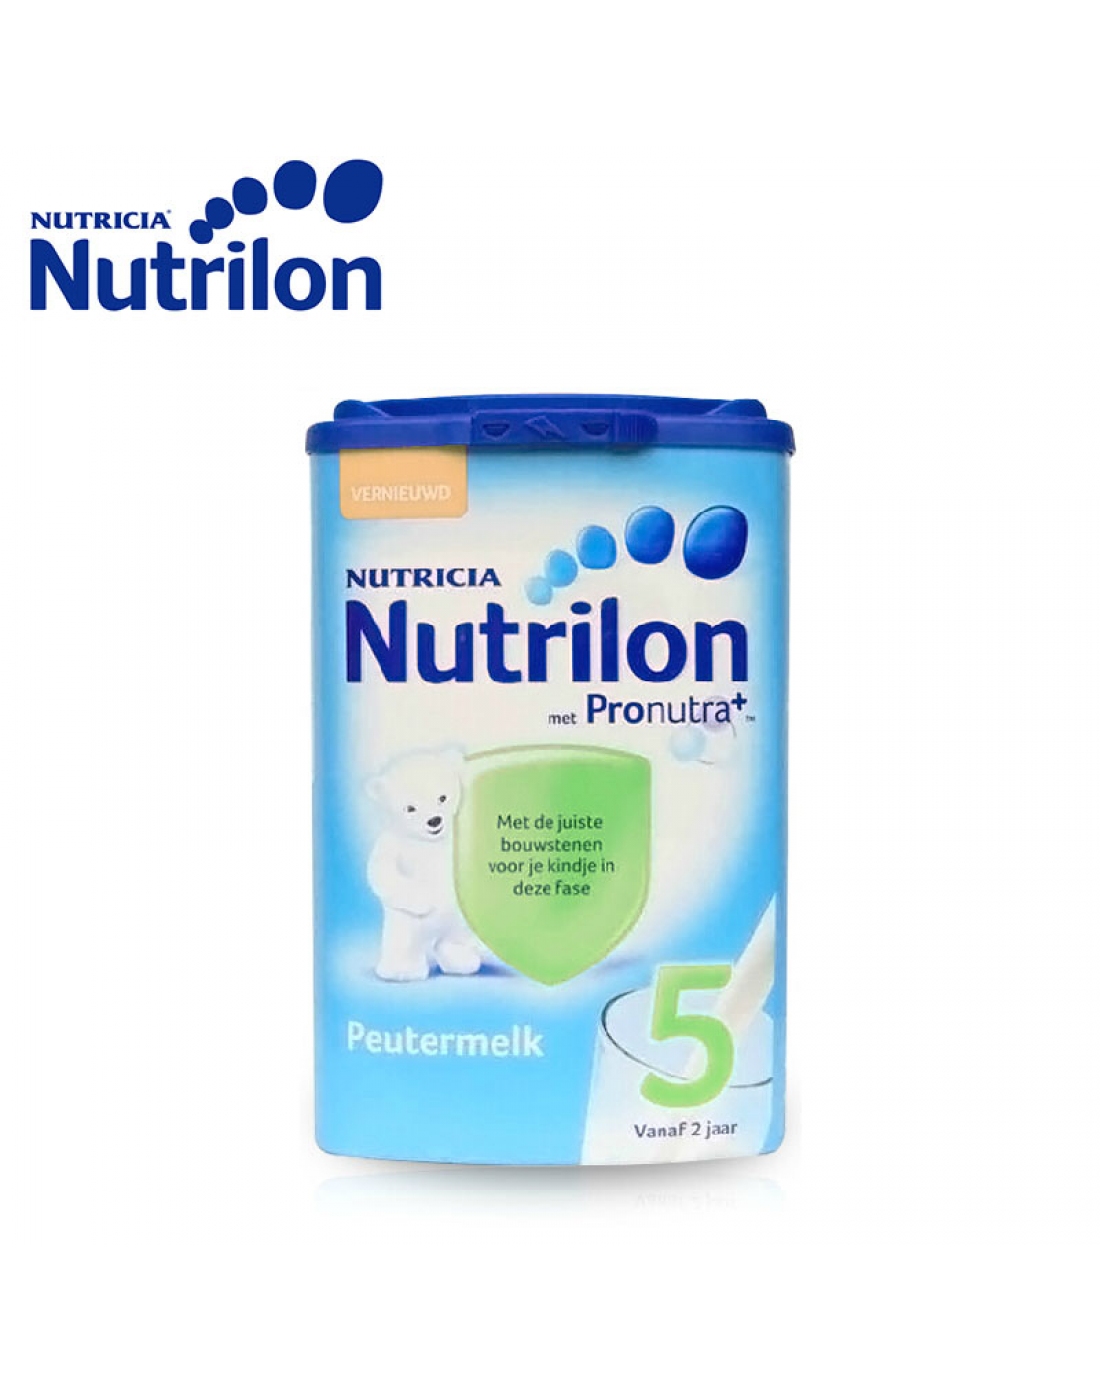 NUTRICIA®
Nutrilon
VERNIEUWD
NUTRICIA
Nutrilon
met Pronutra+™
Met de juiste
bouwstenen
voor je kindje in
deze fase
5
Peutermelk
Vanaf 2 jaar